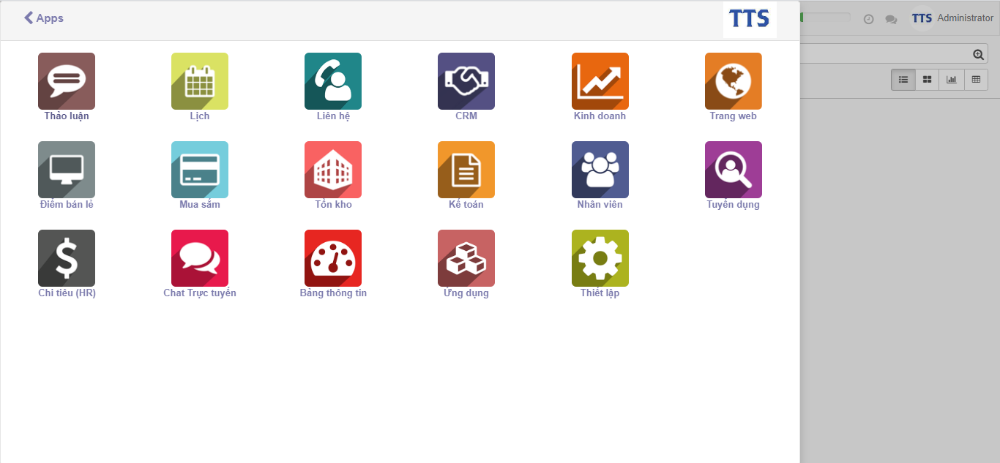 Apps
TTS
TTS Administrator
Thảo luận
Lịch
Liên hệ
CRM
Kinh doanh
Trang web
Điểm bán lẻ
Mua sắm
Tồn kho
Kế toán
Nhân viên
Tuyển dụng
Chi tiêu (HR)
Chat Trực tuyến
Bảng thông tin
Ứng dụng
Thiết lập